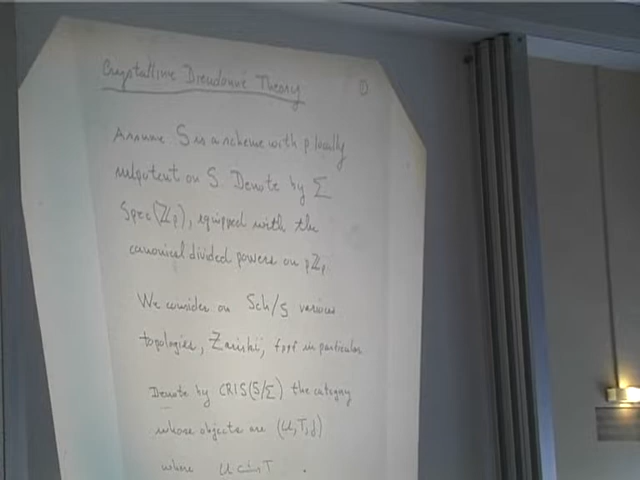 Crystalline Dieudonné Theory
Assume S is a scheme with p locally
nilpotent on S. Denote by Σ
Spec(ℤp), equipped with the
canonical divided powers on pℤp
We consider on Sch/S various
topologies, Zariski, fppf in particular
Denote by CRIS(S/Σ) the category
whose objects are (U,T,δ)
where U T